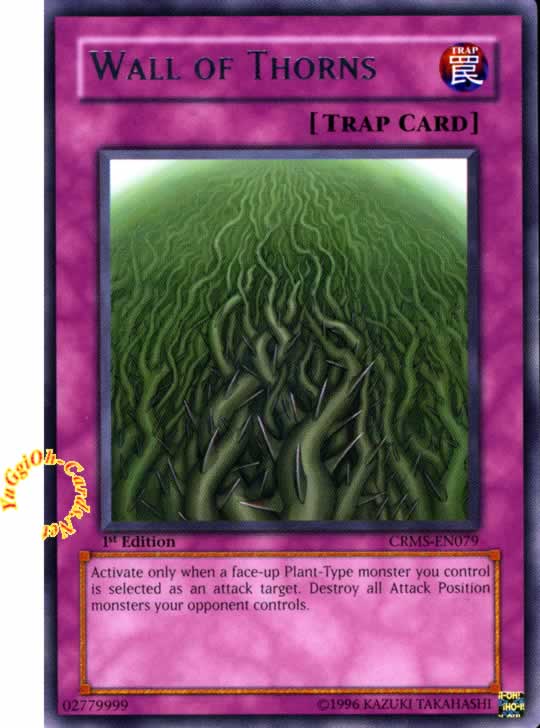 WALL OF THORNS
TRAP
罠
[TRAP CARD]
YuGgiOh-Cards.Net
1st Edition
CRMS-EN079
Activate only when a face-up Plant-Type monster you control
is selected as an attack target. Destroy all Attack Position
monsters your opponent controls.
02779999
©1996 KAZUKI TAKAHASHI